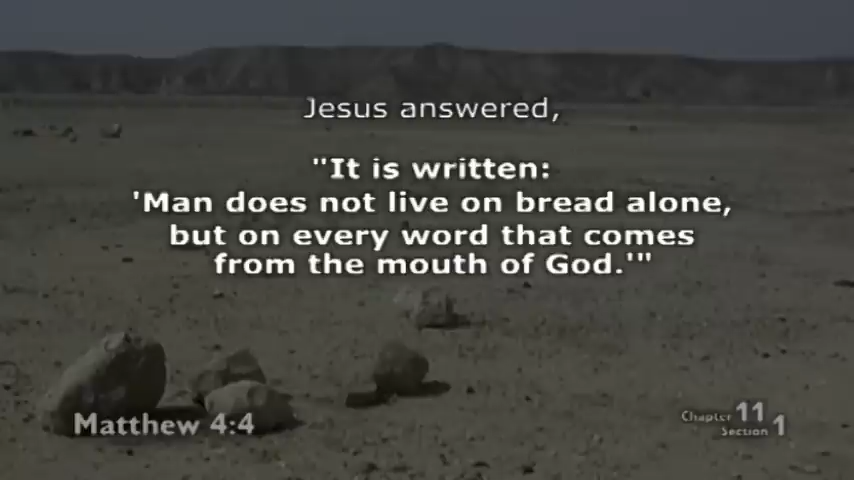 Jesus answered,
"It is written:
'Man does not live on bread alone,
but on every word that comes
from the mouth of God.'"
Matthew 4:4
Chapter 11
Section 1